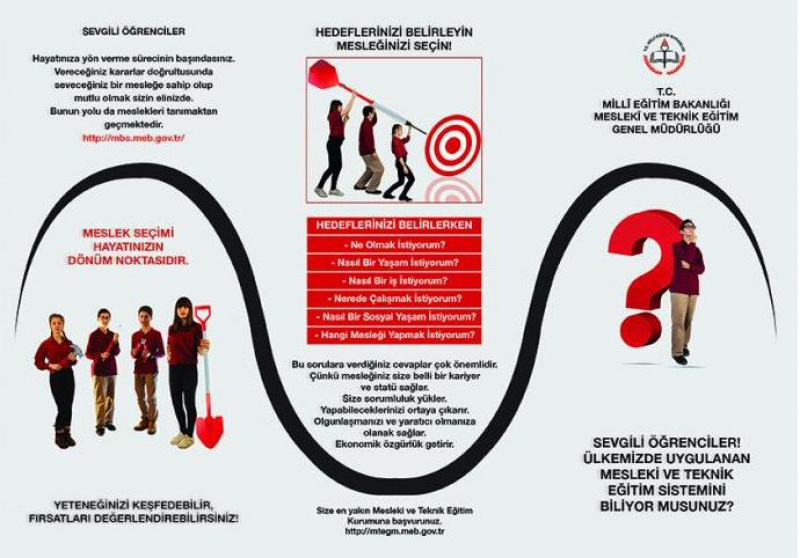 SEVGİLİ ÖĞRENCİLER
Hayatınıza yön verme sürecinin başındasınız.
Vereceğiniz kararlar doğrultusunda
seveceğiniz bir mesleğe sahip olup
mutlu olmak sizin elinizde.
Bunun yolu da meslekleri tanımaktan
geçmektedir.
http://mbs.meb.gov.tr/
MESLEK SEÇİMİ
HAYATINIZIN
DÖNÜM NOKTASIDIR.
YETENEĞİNİZİ KEŞFEDEBİLİR,
FIRSATLARI DEĞERLENDİREBİLİRSİNİZ!
HEDEFLERİNİZİ BELİRLEYİN
MESLEĞİNİZİ SEÇİN!
HEDEFLERİNİZİ BELİRLERKEN
- Ne Olmak İstiyorum?
- Nasıl Bir Yaşam İstiyorum?
- Nasıl Bir iş İstiyorum?
- Nerede Çalışmak İstiyorum?
- Nasıl Bir Sosyal Yaşam İstiyorum?
- Hangi Mesleği Yapmak İstiyorum?
Bu sorulara verdiğiniz cevaplar çok önemlidir.
Çünkü mesleğiniz size belli bir kariyer
ve statü sağlar.
Size sorumluluk yükler.
Yapabileceklerinizi ortaya çıkarır.
Olgunlaşmanızı ve yaratıcı olmanıza
olanak sağlar.
Ekonomik özgürlük getirir.
Size en yakın Mesleki ve Teknik Eğitim
Kurumuna başvurunuz.
http://mtegm.meb.gov.tr/
T.C.
MİLLÎ EĞİTİM BAKANLIĞI
MESLEKÎ VE TEKNİK EĞİTİM
GENEL MÜDÜRLÜĞÜ
SEVGİLİ ÖĞRENCİLER!
ÜLKEMİZDE UYGULANAN
MESLEKİ VE TEKNİK
EĞİTİM SİSTEMİNİ
BİLİYOR MUSUNUZ?